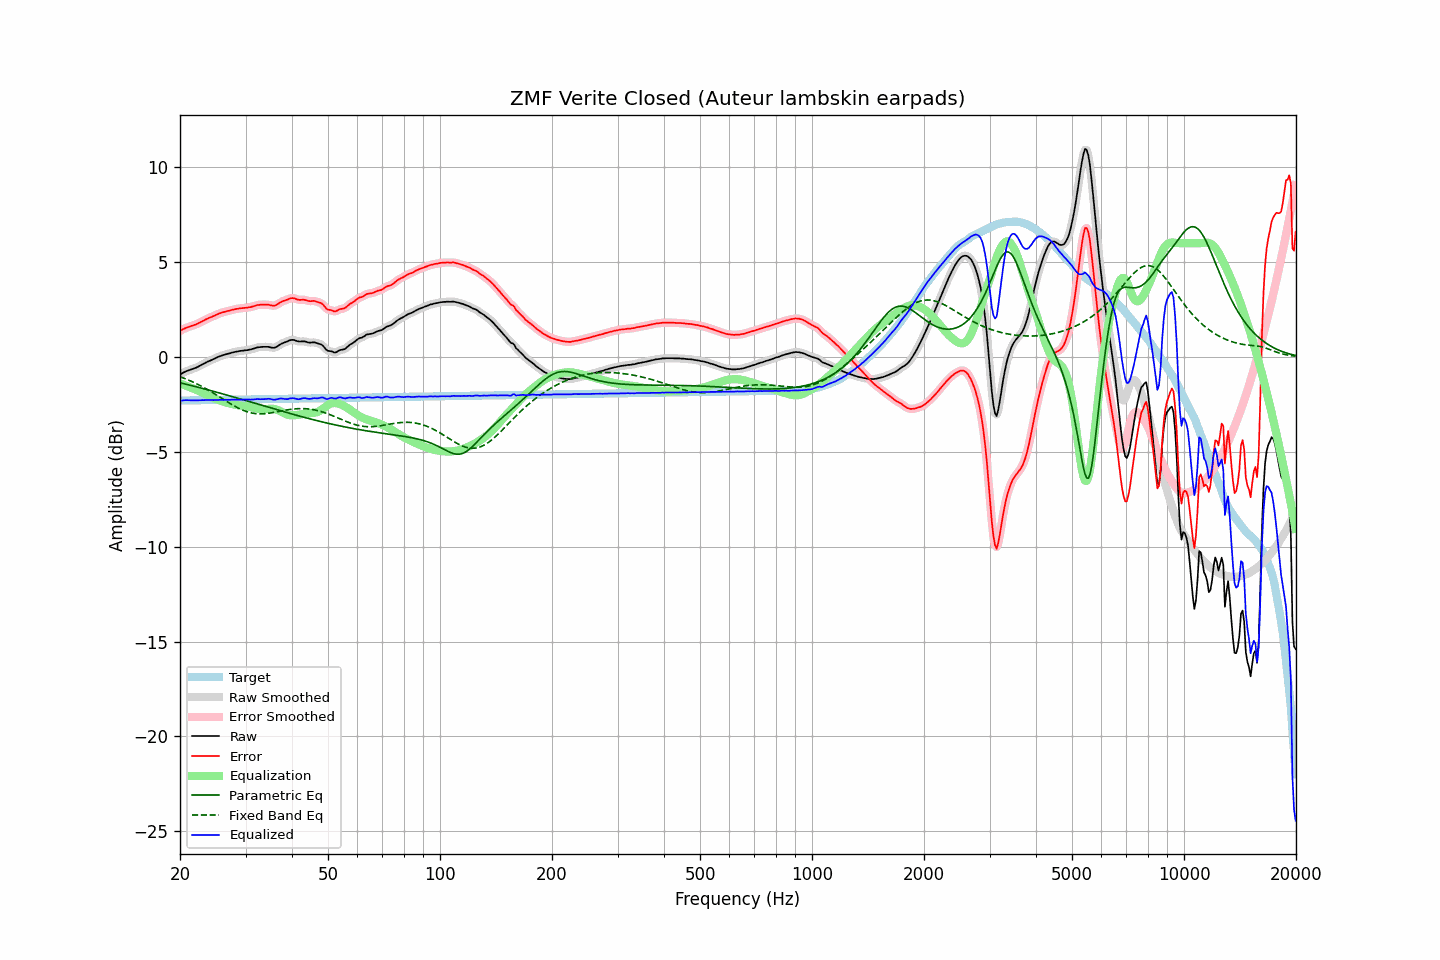 ZMF Verite Closed (Auteur lambskin earpads)
10
5
0
−5
−10
−15
−20
−25
Amplitude (dBr)
Target
Raw Smoothed
Error Smoothed
Raw
Error
Equalization
Parametric Eq
Fixed Band Eq
Equalized
20
50
100
200
500
1000
2000
5000
10000
20000
Frequency (Hz)